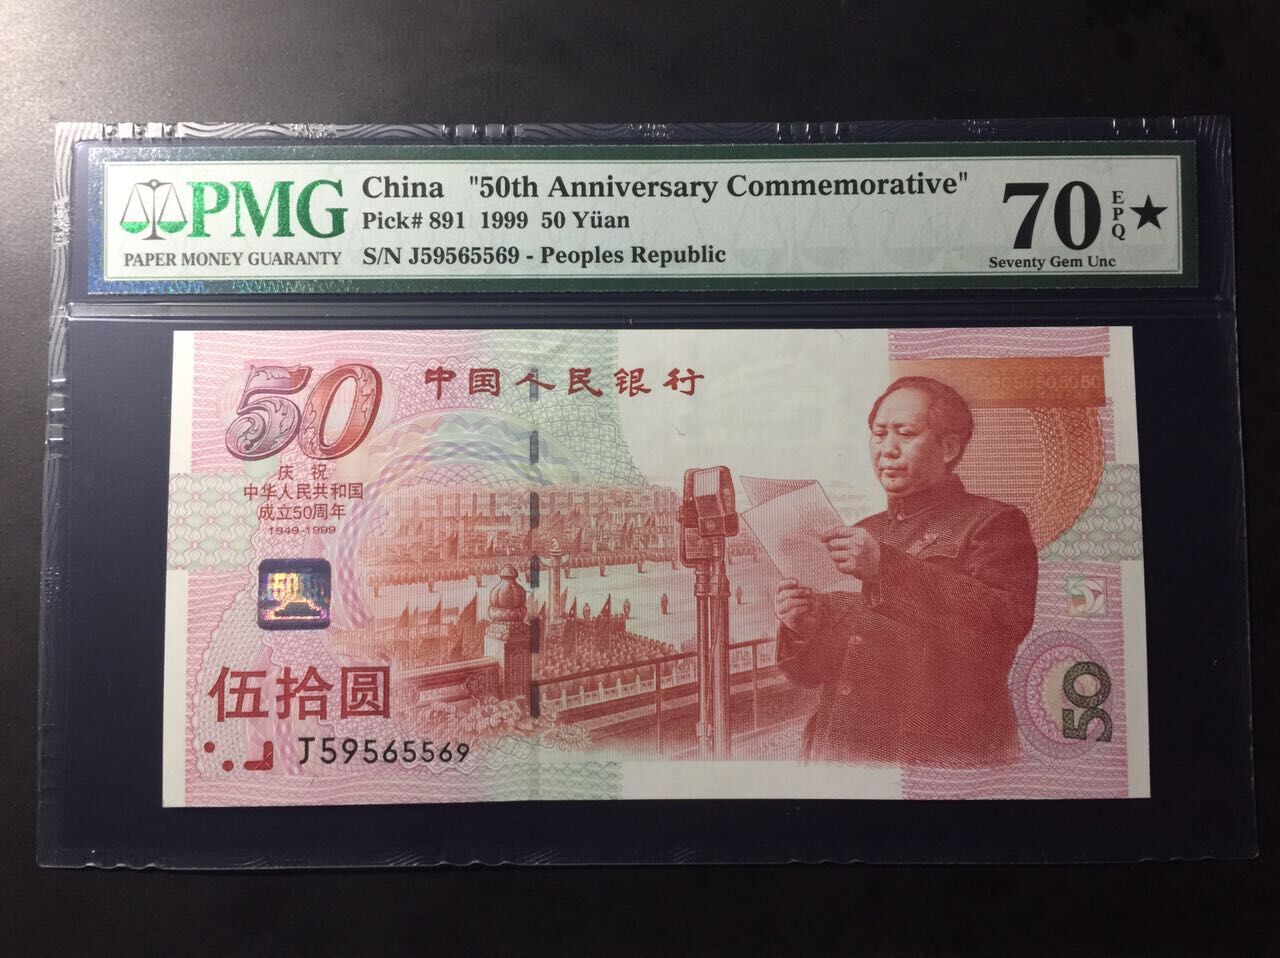 PMG
PAPER MONEY GUARANTY
China "50th Anniversary Commemorative"
Pick# 891 1999 50 Yüan
S/N J59565569 - Peoples Republic
70
EPQ
★
Seventy Gem Unc
50
中国人民银行
庆祝
中华人民共和国
成立50周年
1949-1999
50
伍拾圆
J59565569
50